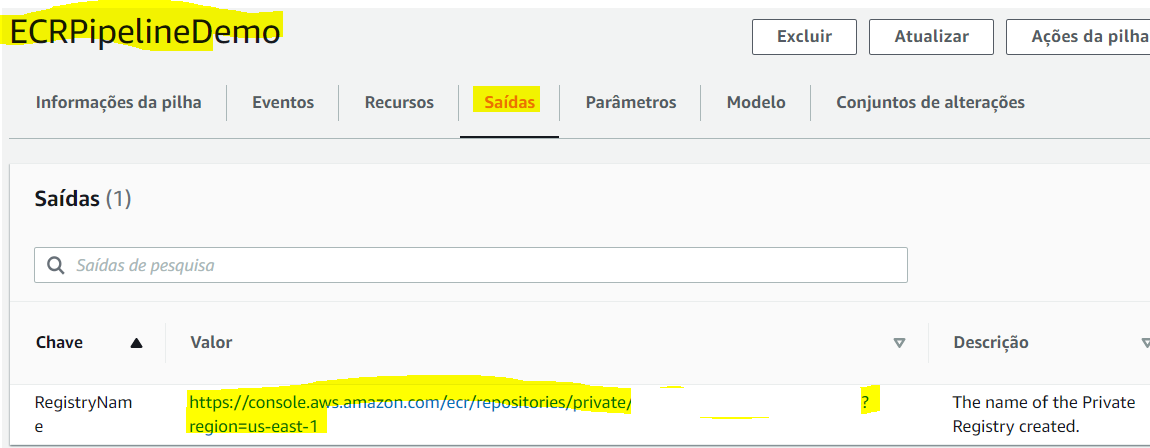 ECRPipelineDemo
Excluir
Atualizar
Ações da pilha
Informações da pilha
Eventos
Recursos
Saídas
Parâmetros
Modelo
Conjuntos de alterações
Saídas (1)
Saídas de pesquisa
Chave
Valor
Descrição
RegistryNam
https://console.aws.amazon.com/ecr/repositories/private/ ?
The name of the Private
e
region=us-east-1
Registry created.